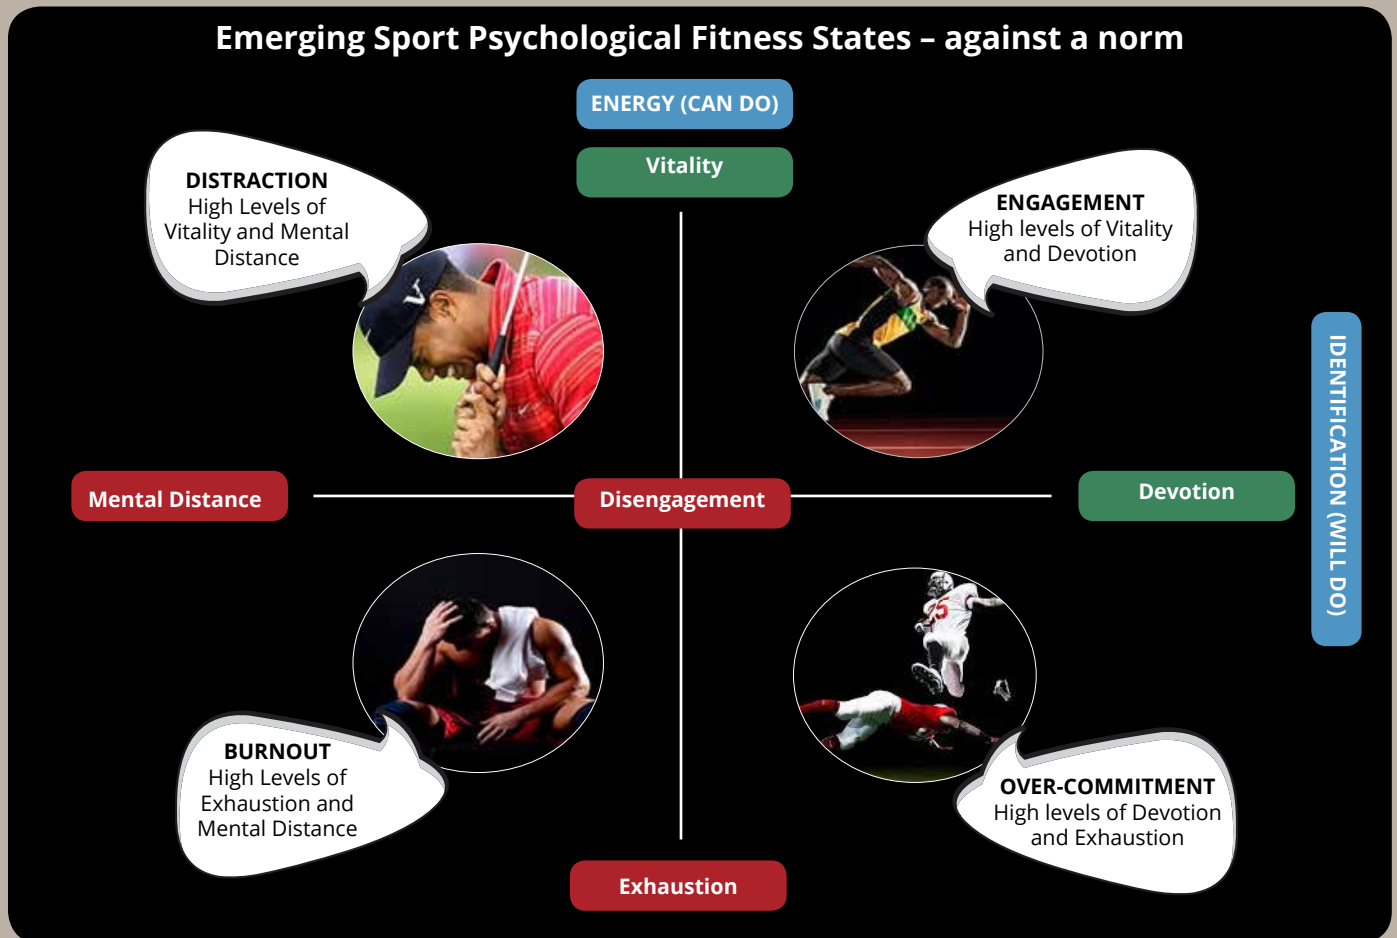 Emerging Sport Psychological Fitness States – against a norm
ENERGY (CAN DO)
Vitality
DISTRACTION
High Levels of
Vitality and Mental
Distance
ENGAGEMENT
High levels of Vitality
and Devotion
IDENTIFICATION (WILL DO)
Mental Distance
Disengagement
Devotion
BURNOUT
High Levels of
Exhaustion and
Mental Distance
OVER-COMMITMENT
High levels of Devotion
and Exhaustion
Exhaustion